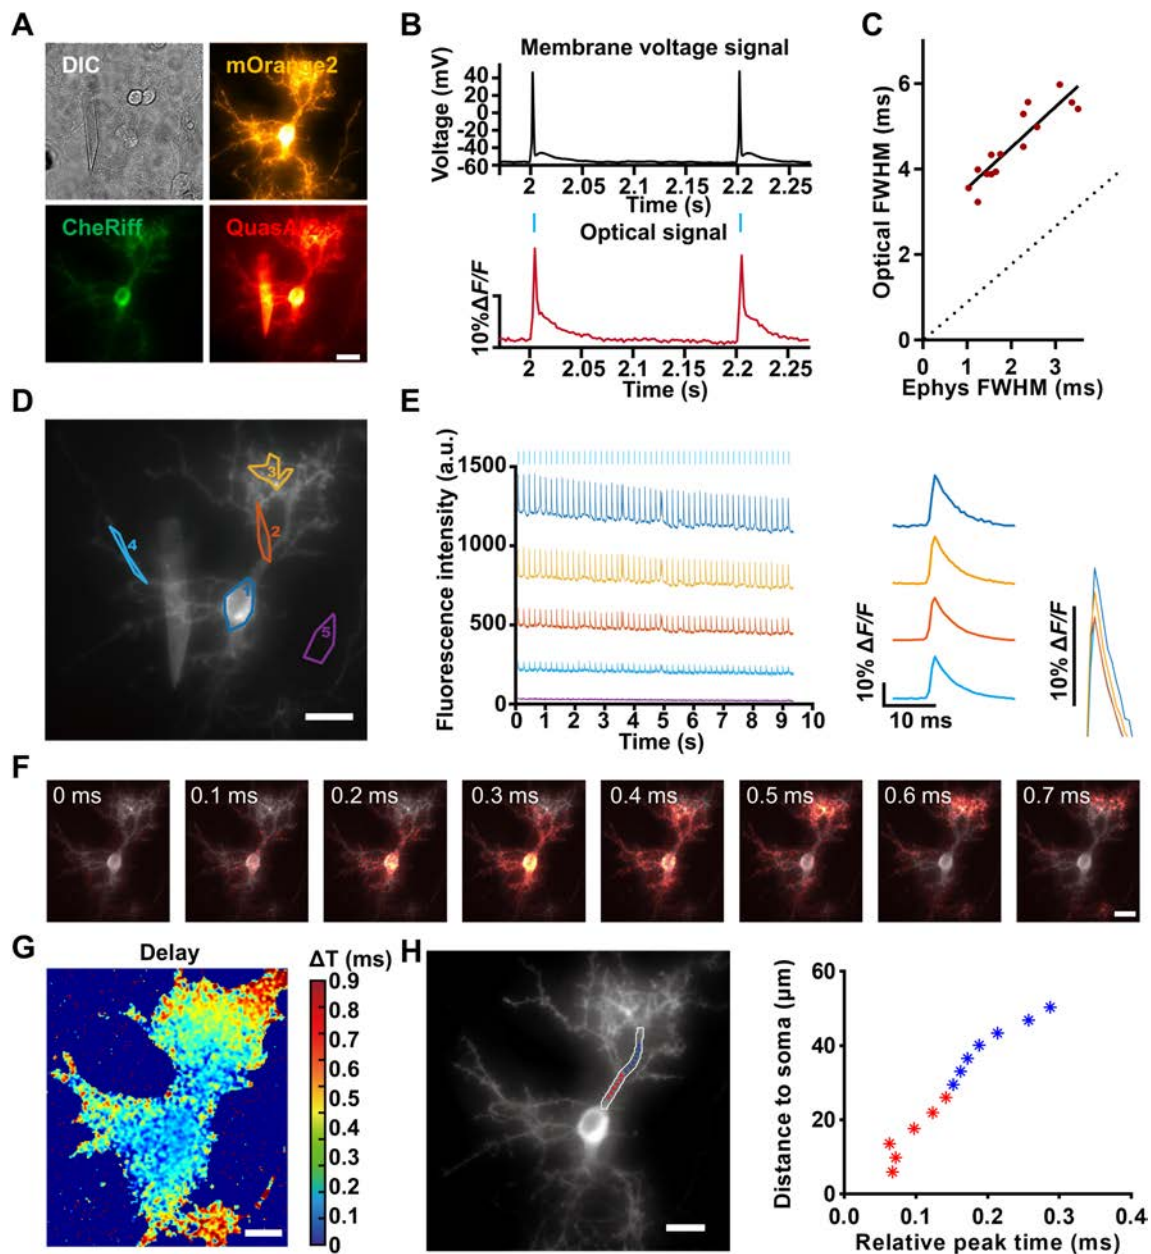 A
DIC
mOrange2
CheRiff
B
Membrane voltage signal
Voltage (mV)
40
20
0
-20
-40
-60
2 2.05 2.1 2.15 2.2 2.25
Time (s)
Optical signal
10%ΔF/F
2 2.05 2.1 2.15 2.2 2.25
Time (s)
C
Optical FWHM (ms)
6
4
2
0
0 1 2 3
Ephys FWHM (ms)
D
1
2
3
4
5
E
Fluorescence intensity (a.u.)
1500
1000
500
0
0 1 2 3 4 5 6 7 8 9 10
Time (s)
10% ΔF/F
10 ms
10% ΔF/F
F
0 ms
0.1 ms
0.2 ms
0.3 ms
0.4 ms
0.5 ms
0.6 ms
0.7 ms
G
Delay
ΔT (ms)
0.9
0.8
0.7
0.6
0.5
0.4
0.3
0.2
0.1
0
H
Distance to soma (µm)
60
40
20
0
0.0 0.1 0.2 0.3 0.4
Relative peak time (ms)